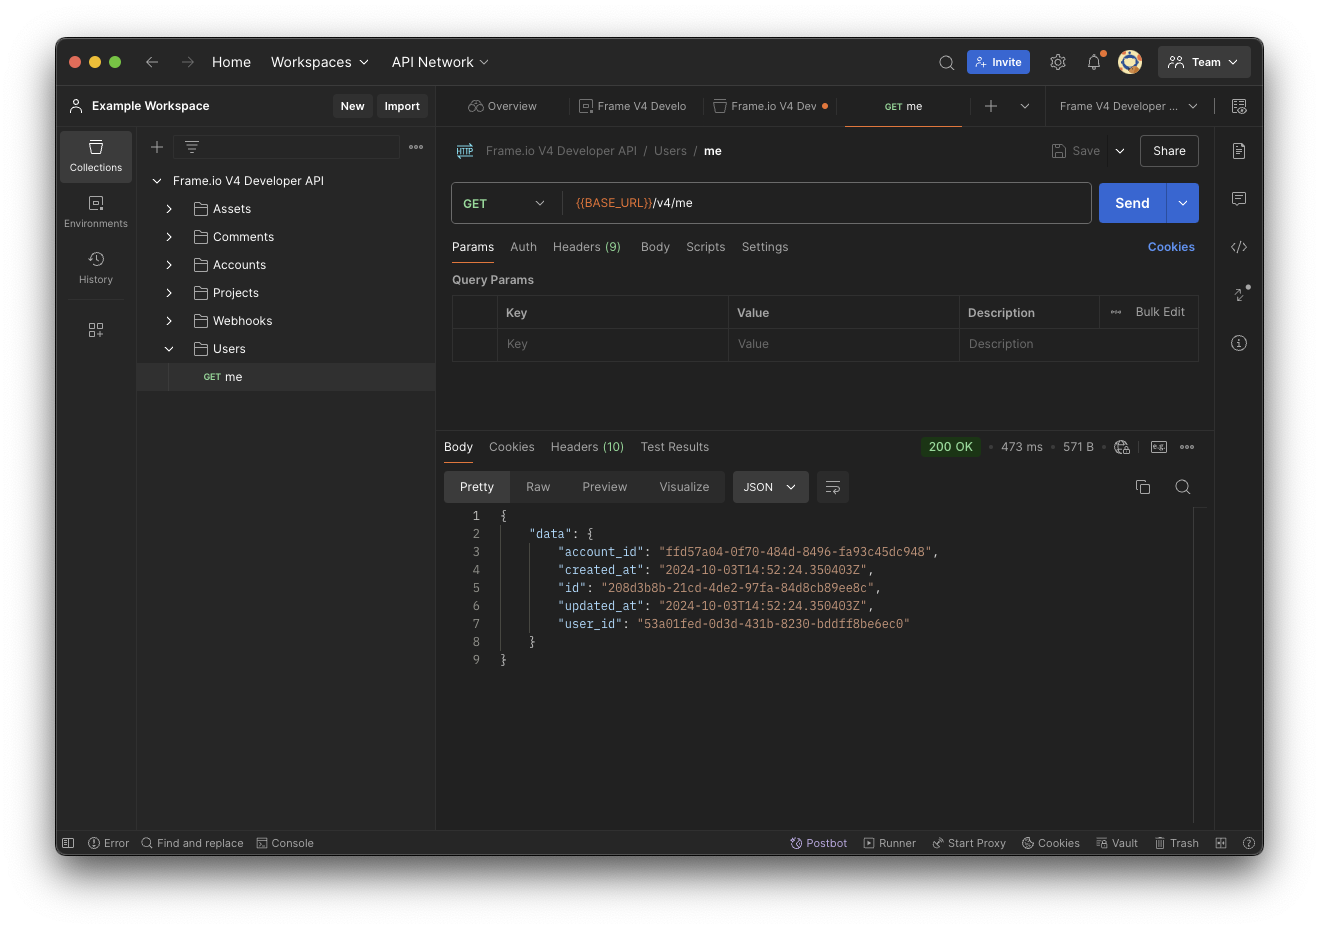 Home Workspaces API Network Invite Team
Example Workspace New Import Overview Frame V4 Develo Frame.io V4 Dev GET me Frame V4 Developer ...
Collections
Environments
History
Frame.io V4 Developer API
Assets
Comments
Accounts
Projects
Webhooks
Users
GET me
HTTP Frame.io V4 Developer API / Users / me Save Share
GET {{BASE_URL}}/v4/me Send
Params Auth Headers (9) Body Scripts Settings Cookies
Query Params
Key Value Description Bulk Edit
Key Value Description
Body Cookies Headers (10) Test Results 200 OK 473 ms 571 B e.g.
Pretty Raw Preview Visualize JSON
1 {
2 "data": {
3 "account_id": "ffd57a04-0f70-484d-8496-fa93c45dc948",
4 "created_at": "2024-10-03T14:52:24.350403Z",
5 "id": "208d3b8b-21cd-4de2-97fa-84d8cb89ee8c",
6 "updated_at": "2024-10-03T14:52:24.350403Z",
7 "user_id": "53a01fed-0d3d-431b-8230-bddff8be6ec0"
8 }
9 }
Error Find and replace Console Postbot Runner Start Proxy Cookies Vault Trash